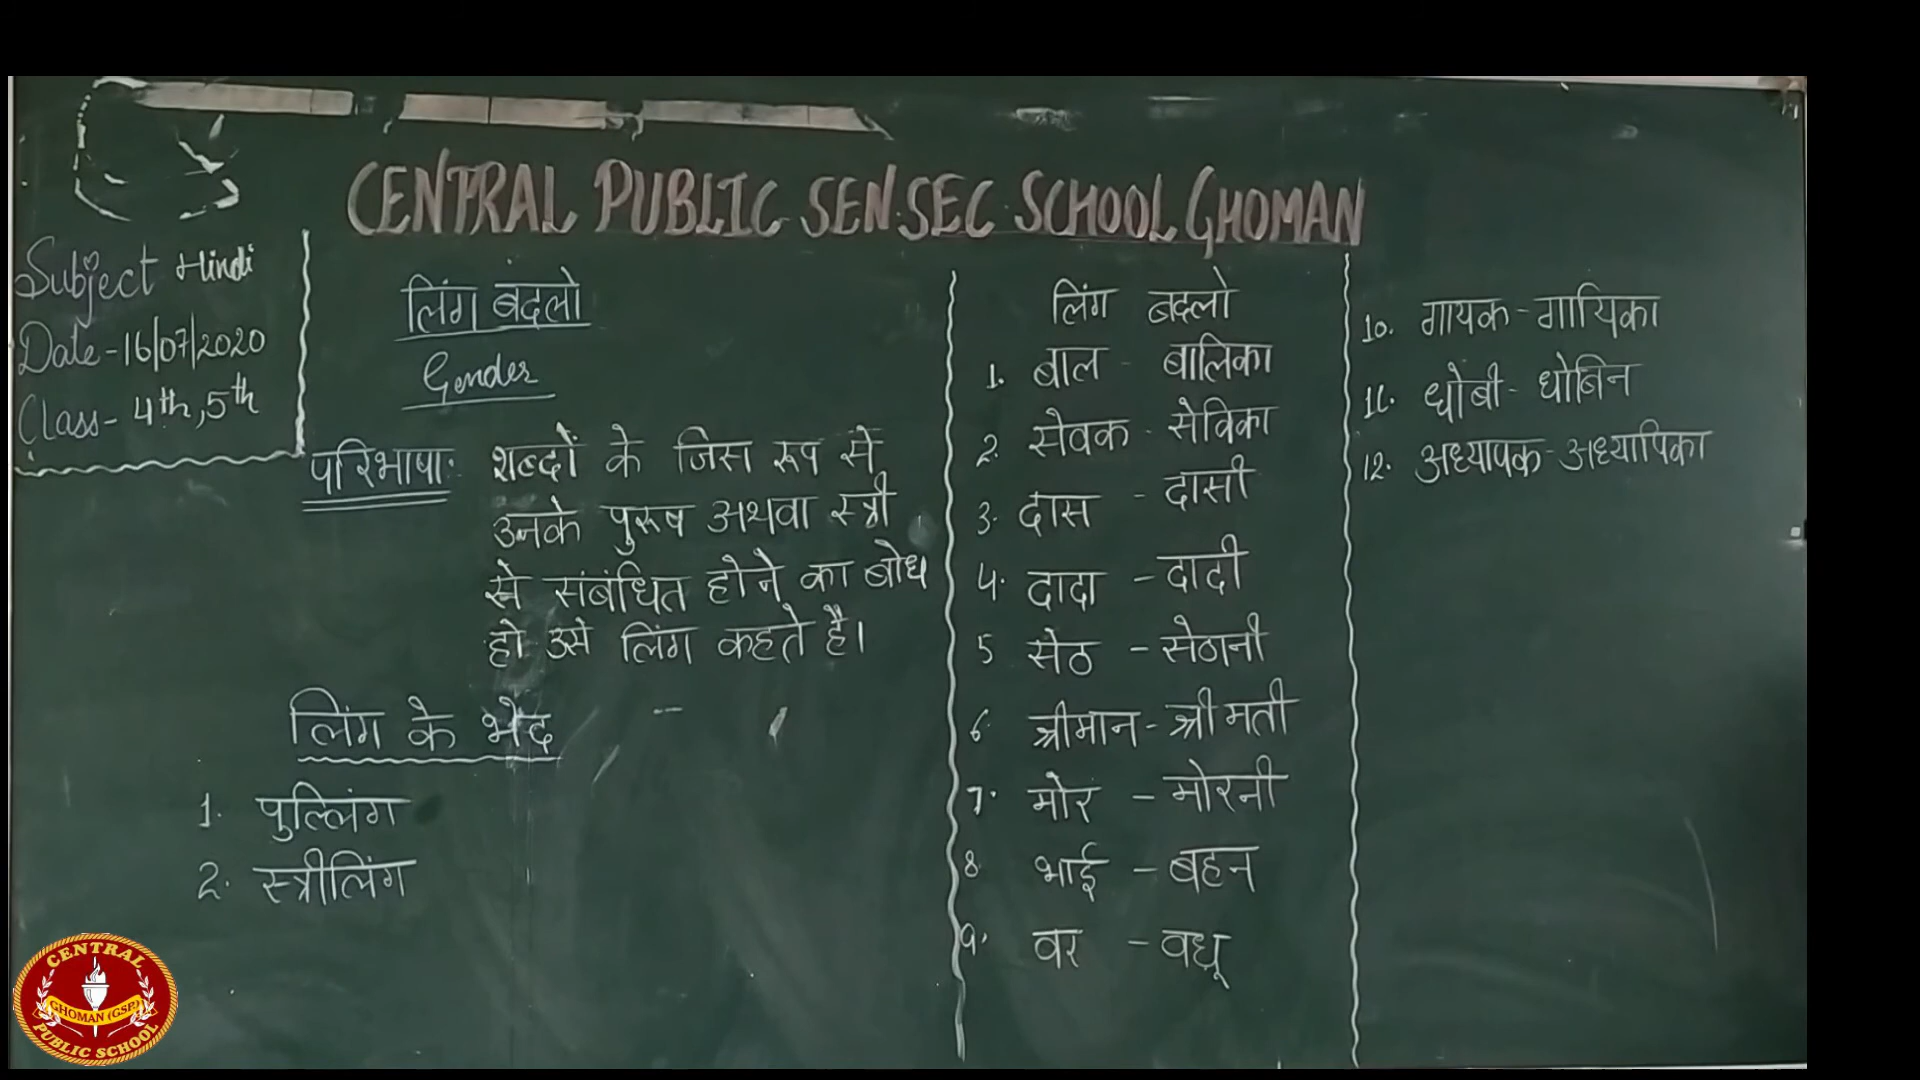 CENTRAL PUBLIC SEN. SEC. SCHOOL GHOMAN
Subject Hindi
Date-16/07/2020
Class- 4th, 5th
लिंग बदलो
Gender
परिभाषा: शब्दों के जिस रूप से
उनके पुरूष अथवा स्त्री
से संबंधित होने का बोध
हो उसे लिंग कहते है।
लिंग के भेद
1. पुल्लिंग
2. स्त्रीलिंग
लिंग बदलो
1. बाल - बालिका
2. सेवक - सेविका
3. दास - दासी
4. दादा - दादी
5 सेठ - सेठानी
6. श्रीमान - श्रीमती
7. मोर - मोरनी
8. भाई - बहन
9. वर - वधू
10. गायक - गायिका
11. धोबी - धोबिन
12. अध्यापक - अध्यापिका
CENTRAL
GHOMAN (GSP)
PUBLIC SCHOOL